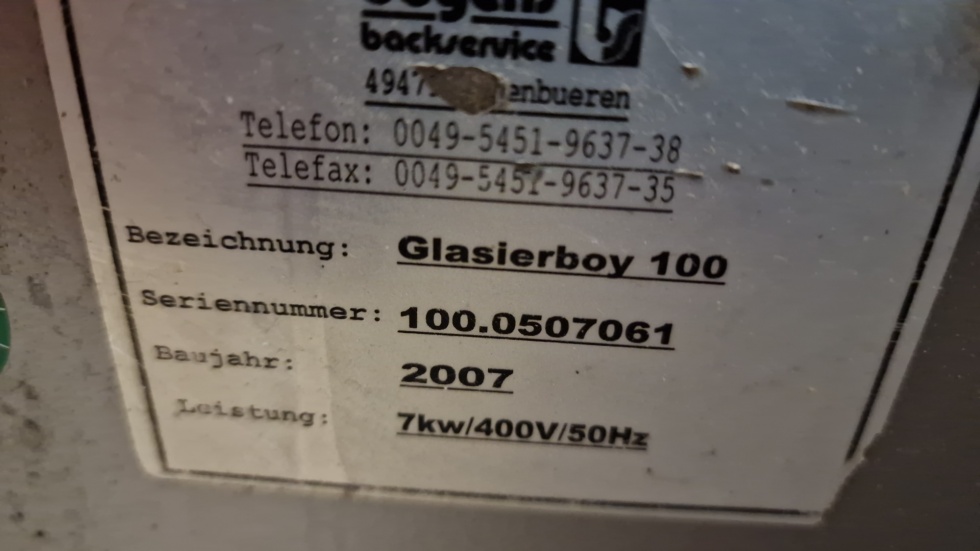 backservice
Telefon: 0049-5451-9637-38
Telefax: 0049-5451-9637-35
Bezeichnung: Glasierboy 100
Seriennummer: 100.0507061
Baujahr: 2007
Leistung: 7kw/400V/50Hz